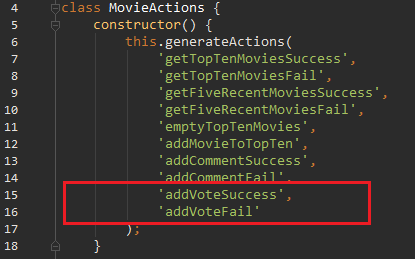 4 class MovieActions {
5 constructor() {
6 this.generateActions(
7 'getTopTenMoviesSuccess',
8 'getTopTenMoviesFail',
9 'getFiveRecentMoviesSuccess',
10 'getFiveRecentMoviesFail',
11 'emptyTopTenMovies',
12 'addMovieToTopTen',
13 'addCommentSuccess',
14 'addCommentFail',
15 'addVoteSuccess',
16 'addVoteFail'
17 );
18 }